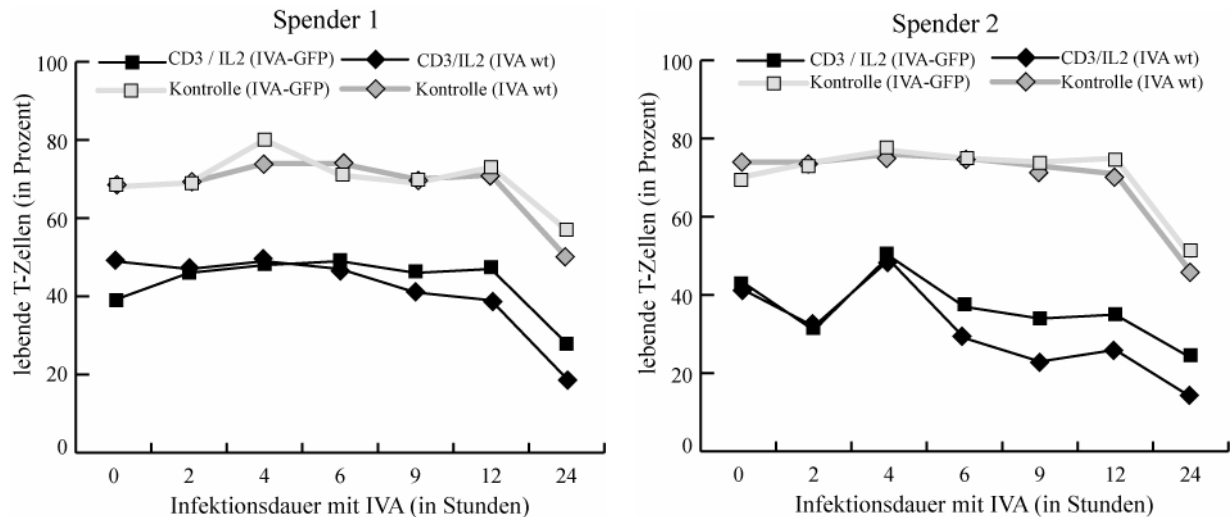 Spender 1
CD3 / IL2 (IVA-GFP)
CD3/IL2 (IVA wt)
Kontrolle (IVA-GFP)
Kontrolle (IVA wt)
lebende T-Zellen (in Prozent)
100
80
60
40
20
0
0 2 4 6 9 12 24
Infektionsdauer mit IVA (in Stunden)
Spender 2
CD3 / IL2 (IVA-GFP)
CD3/IL2 (IVA wt)
Kontrolle (IVA-GFP)
Kontrolle (IVA wt)
lebende T-Zellen (in Prozent)
100
80
60
40
20
0
0 2 4 6 9 12 24
Infektionsdauer mit IVA (in Stunden)